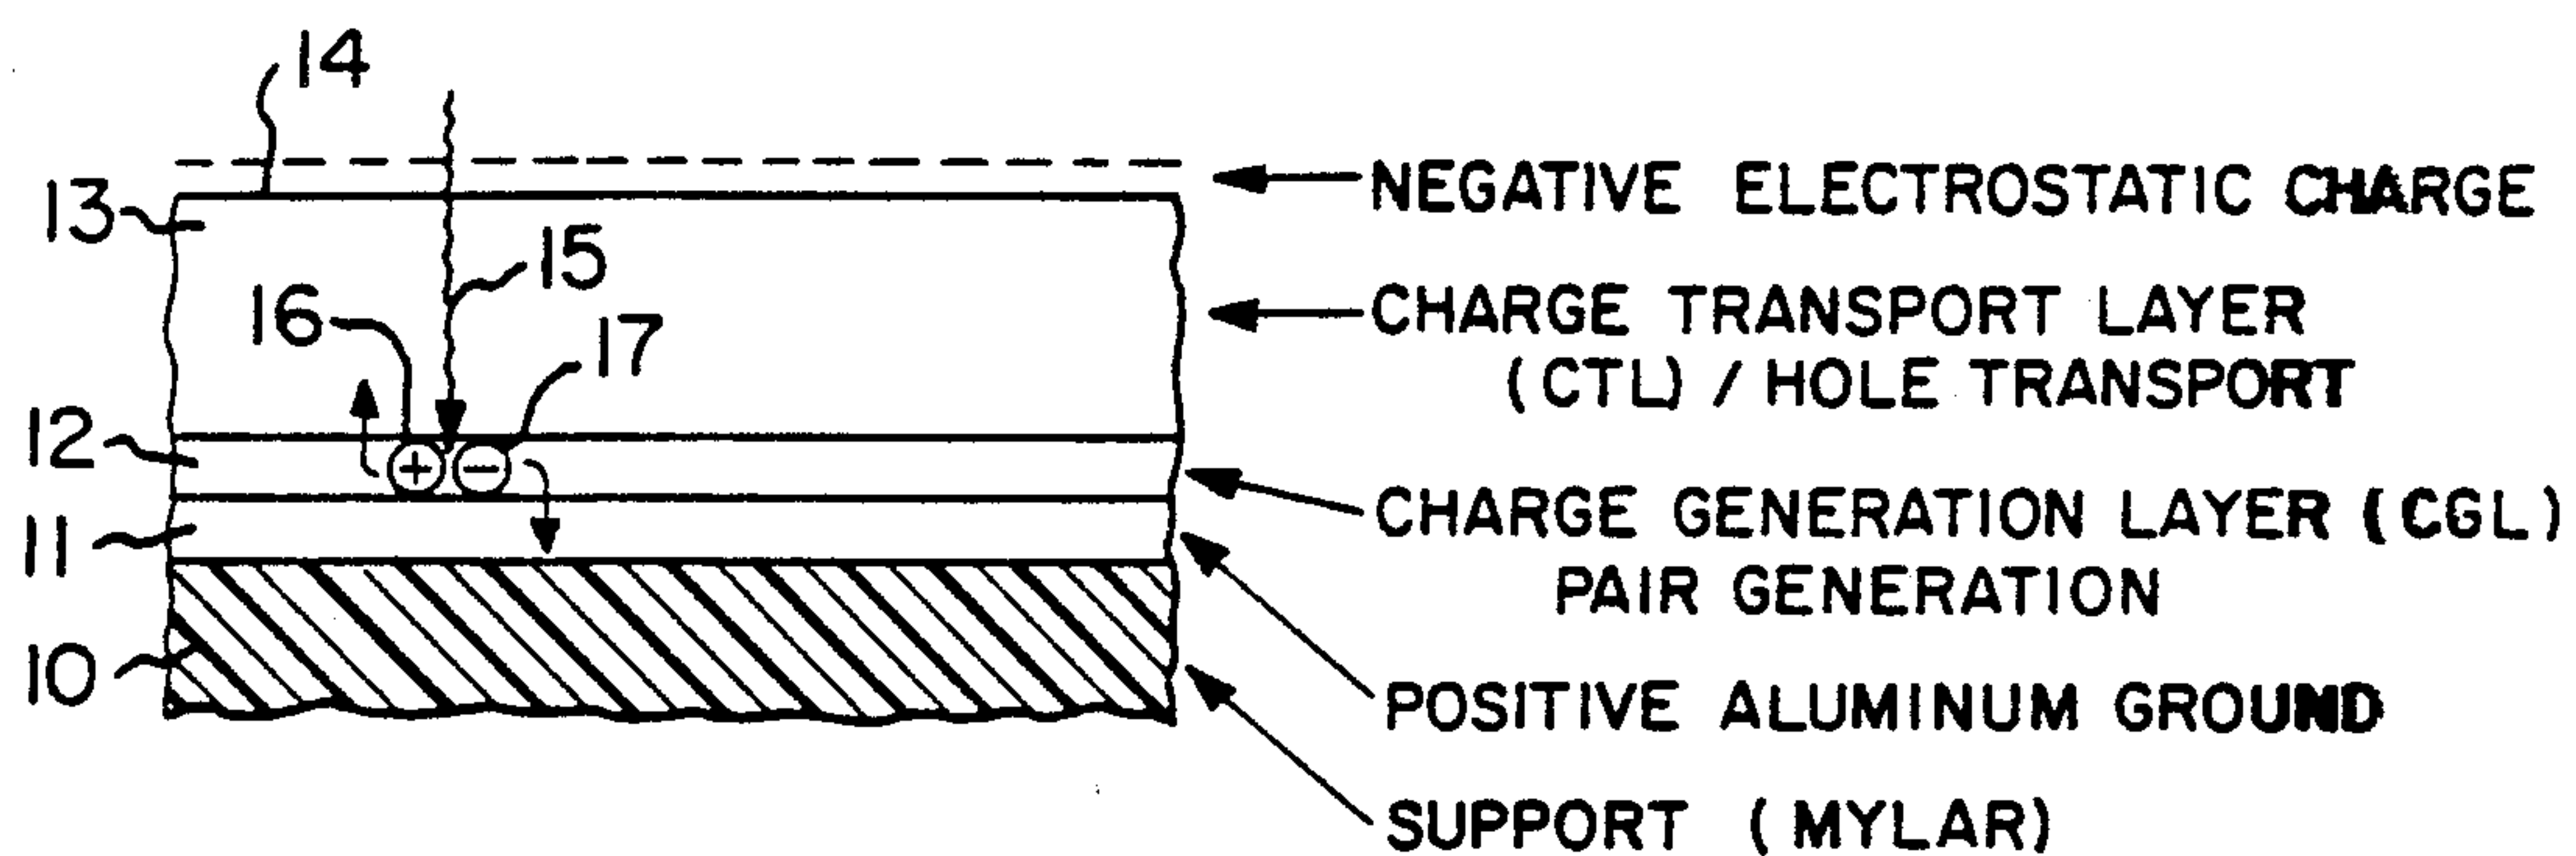 14
NEGATIVE ELECTROSTATIC CHARGE
13
15
CHARGE TRANSPORT LAYER
(CTL) / HOLE TRANSPORT
16
17
12
CHARGE GENERATION LAYER (CGL)
PAIR GENERATION
+ −
11
10
POSITIVE ALUMINUM GROUND
SUPPORT (MYLAR)